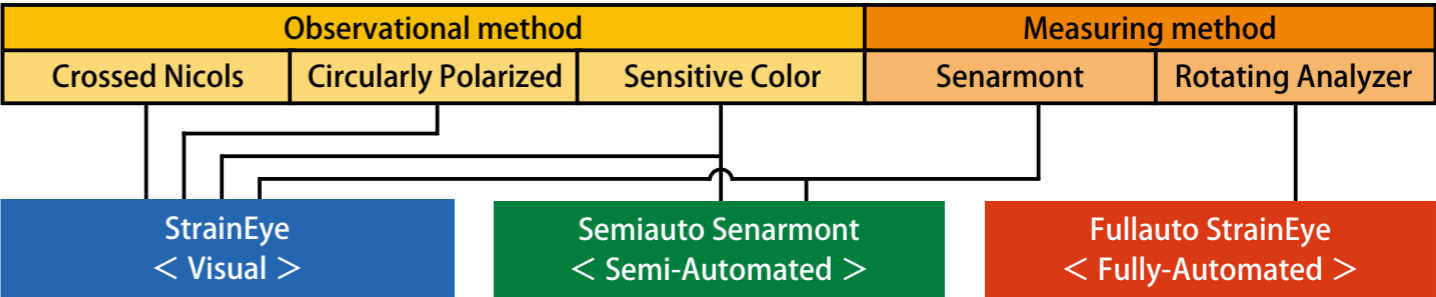 Observational method
Measuring method
Crossed Nicols
Circularly Polarized
Sensitive Color
Senarmont
Rotating Analyzer
StrainEye
< Visual >
Semiauto Senarmont
< Semi-Automated >
Fullauto StrainEye
< Fully-Automated >